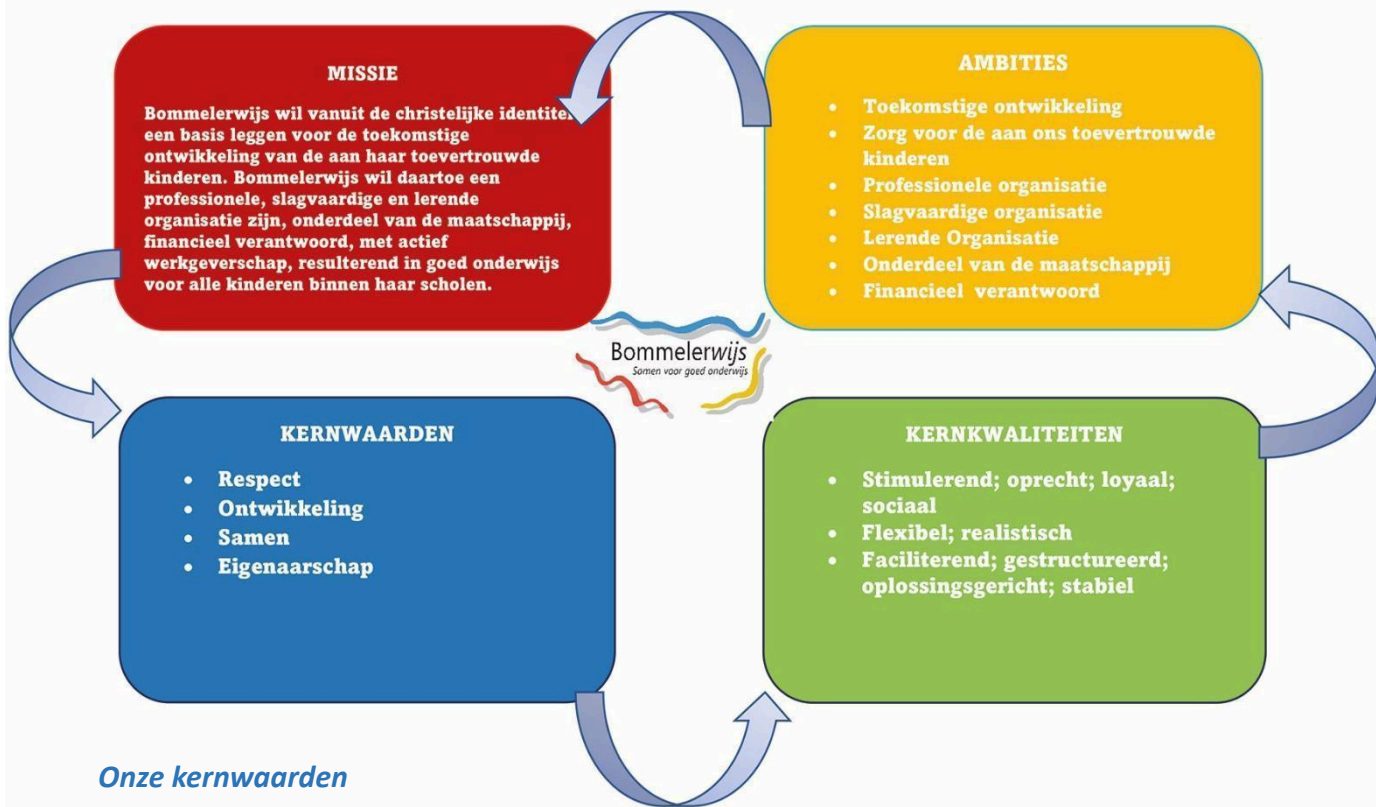 MISSIE
Bommelerwijs wil vanuit de christelijke identitei
een basis leggen voor de toekomstige
ontwikkeling van de aan haar toevertrouwde
kinderen. Bommelerwijs wil daartoe een
professionele, slagvaardige en lerende
organisatie zijn, onderdeel van de maatschappij,
financieel verantwoord, met actief
werkgeverschap, resulterend in goed onderwijs
voor alle kinderen binnen haar scholen.
AMBITIES
• Toekomstige ontwikkeling
• Zorg voor de aan ons toevertrouwde
kinderen
• Professionele organisatie
• Slagvaardige organisatie
• Lerende Organisatie
• Onderdeel van de maatschappij
• Financieel verantwoord
Bommelerwijs
Samen voor goed onderwijs
KERNWAARDEN
• Respect
• Ontwikkeling
• Samen
• Eigenaarschap
KERNKWALITEITEN
• Stimulerend; oprecht; loyaal;
sociaal
• Flexibel; realistisch
• Faciliterend; gestructureerd;
oplossingsgericht; stabiel
Onze kernwaarden